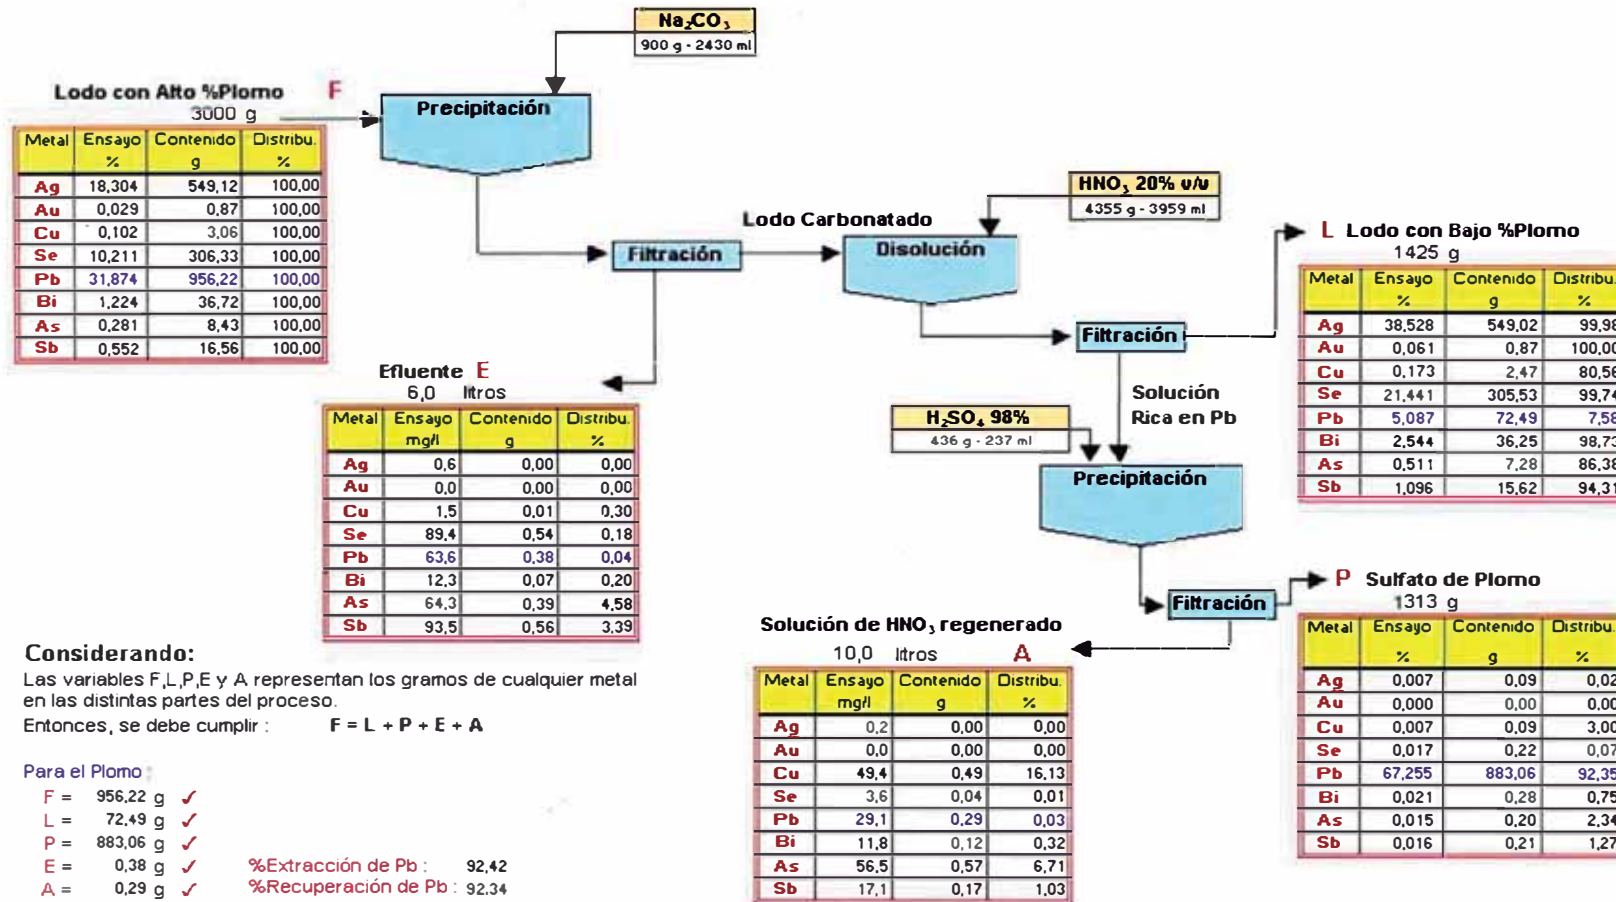 Na₂CO₃
900 g - 2430 ml
Lodo con Alto %Plomo F
3000 g
Metal Ensayo Contenido Distribu.
% g %
Ag 18,304 549,12 100,00
Au 0,029 0,87 100,00
Cu 0,102 3,06 100,00
Se 10,211 306,33 100,00
Pb 31,874 956,22 100,00
Bi 1,224 36,72 100,00
As 0,281 8,43 100,00
Sb 0,552 16,56 100,00
Precipitación
Filtración
Lodo Carbonatado
HNO₃ 20% v/v
4355 g - 3959 ml
Disolución
Filtración
L Lodo con Bajo %Plomo
1425 g
Metal Ensayo Contenido Distribu.
% g %
Ag 38,528 549,02 99,98
Au 0,061 0,87 100,00
Cu 0,173 2,47 80,56
Se 21,441 305,53 99,74
Pb 5,087 72,49 7,58
Bi 2,544 36,25 98,73
As 0,511 7,28 86,38
Sb 1,096 15,62 94,31
Efluente E
6,0 litros
Metal Ensayo Contenido Distribu.
mg/l g %
Ag 0,6 0,00 0,00
Au 0,0 0,00 0,00
Cu 1,5 0,01 0,30
Se 89,4 0,54 0,18
Pb 63,6 0,38 0,04
Bi 12,3 0,07 0,20
As 64,3 0,39 4,58
Sb 93,5 0,56 3,39
Solución
Rica en Pb
H₂SO₄ 98%
436 g - 237 ml
Precipitación
Filtración
P Sulfato de Plomo
1313 g
Metal Ensayo Contenido Distribu.
% g %
Ag 0,007 0,09 0,02
Au 0,000 0,00 0,00
Cu 0,007 0,09 3,00
Se 0,017 0,22 0,07
Pb 67,255 883,06 92,35
Bi 0,021 0,28 0,75
As 0,015 0,20 2,34
Sb 0,016 0,21 1,27
Solución de HNO₃ regenerado
10,0 litros A
Metal Ensayo Contenido Distribu.
mg/l g %
Ag 0,2 0,00 0,00
Au 0,0 0,00 0,00
Cu 49,4 0,49 16,13
Se 3,6 0,04 0,01
Pb 29,1 0,29 0,03
Bi 11,8 0,12 0,32
As 56,5 0,57 6,71
Sb 17,1 0,17 1,03
Considerando:
Las variables F,L,P,E y A representan los gramos de cualquier metal
en las distintas partes del proceso.
Entonces, se debe cumplir : F = L + P + E + A
Para el Plomo :
F = 956,22 g ✓
L = 72,49 g ✓
P = 883,06 g ✓
E = 0,38 g ✓ %Extracción de Pb : 92,42
A = 0,29 g ✓ %Recuperación de Pb : 92.34